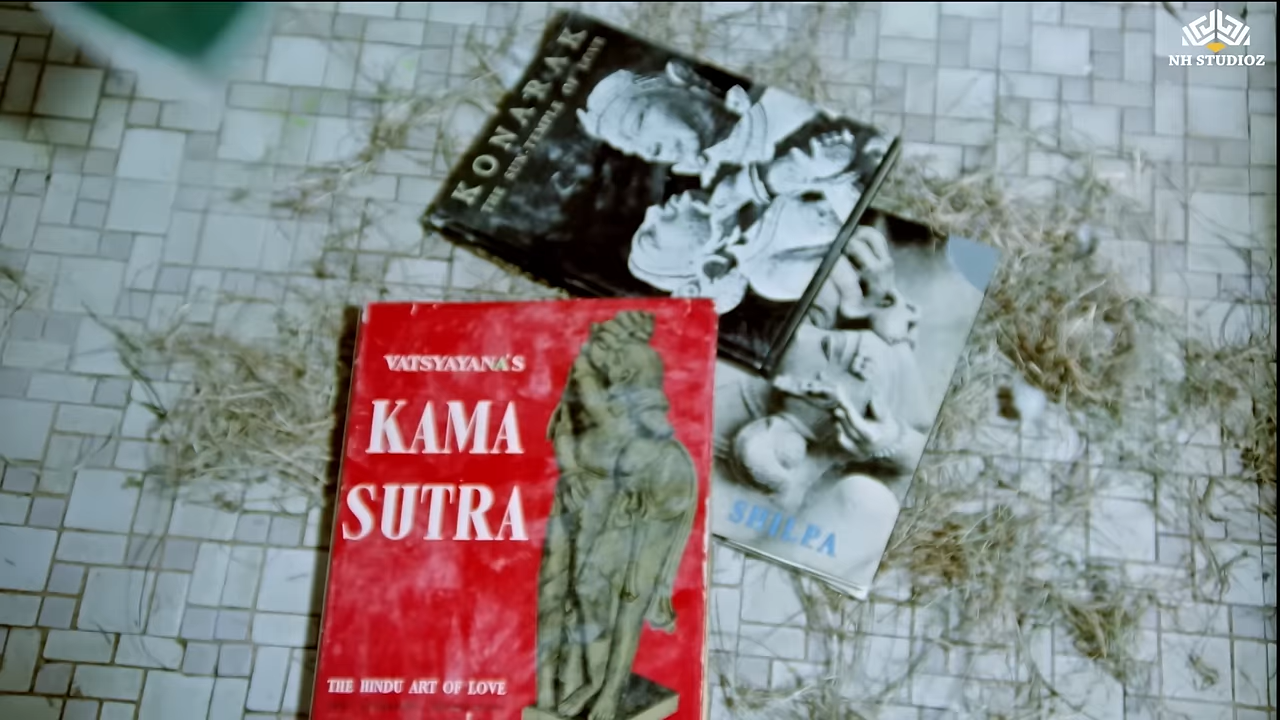 NH STUDIOZ
KONARAK
VATSYAYANA'S
KAMA
SUTRA
THE HINDU ART OF LOVE
SHILPA